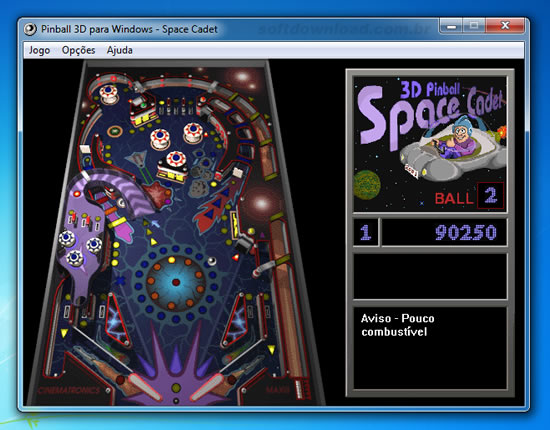 Pinball 3D para Windows - Space Cadet
softdownload.com.br
Jogo Opções Ajuda
3D Pinball
Space Cadet
BALL 2
1 90250
Aviso - Pouco
combustível
CINEMATRONICS
MAXIS